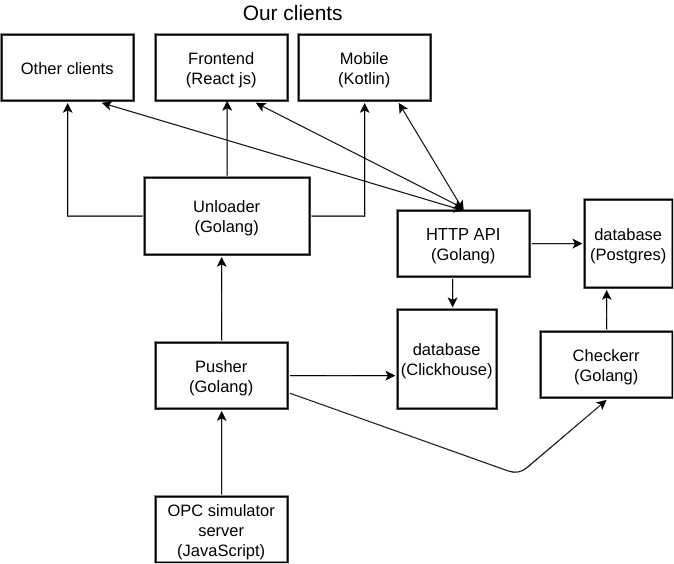 Our clients
Other clients
Frontend
(React js)
Mobile
(Kotlin)
Unloader
(Golang)
HTTP API
(Golang)
database
(Postgres)
Pusher
(Golang)
database
(Clickhouse)
Checkerr
(Golang)
OPC simulator
server
(JavaScript)